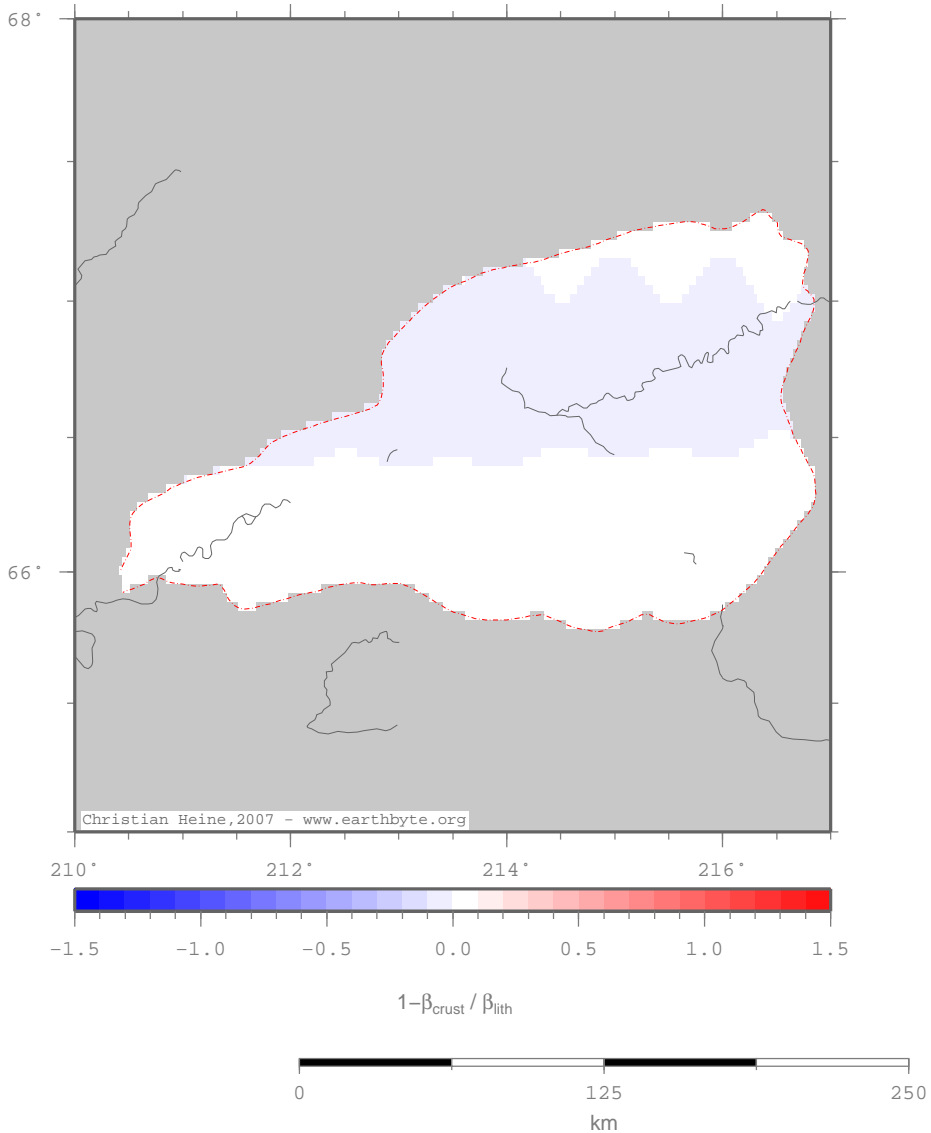 68°
66°
Christian Heine,2007 - www.earthbyte.org
210° 212° 214° 216°
−1.5 −1.0 −0.5 0.0 0.5 1.0 1.5
1−βcrust / βlith
0 125 250
km